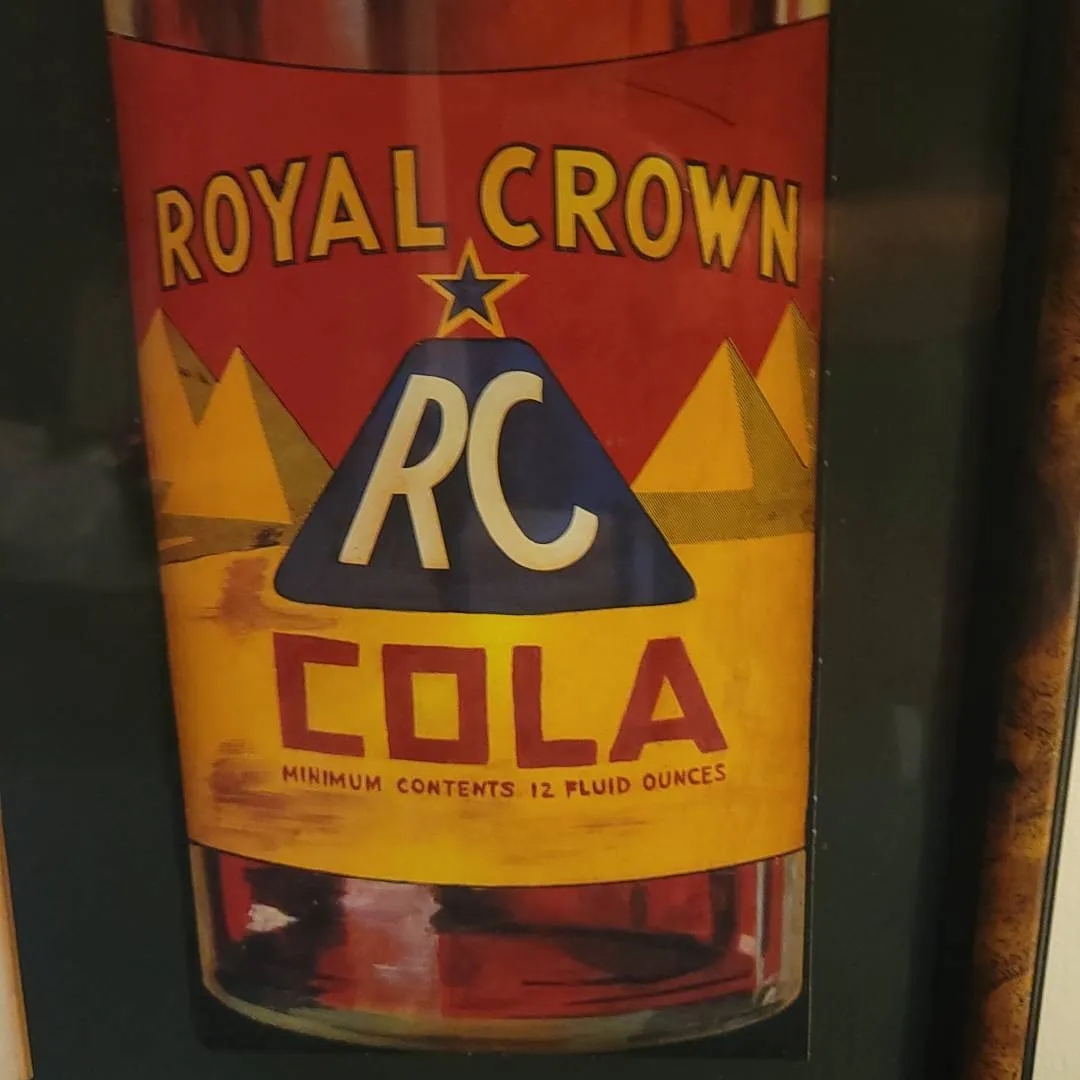 ROYAL CROWN
RC
COLA
MINIMUM CONTENTS 12 FLUID OUNCES